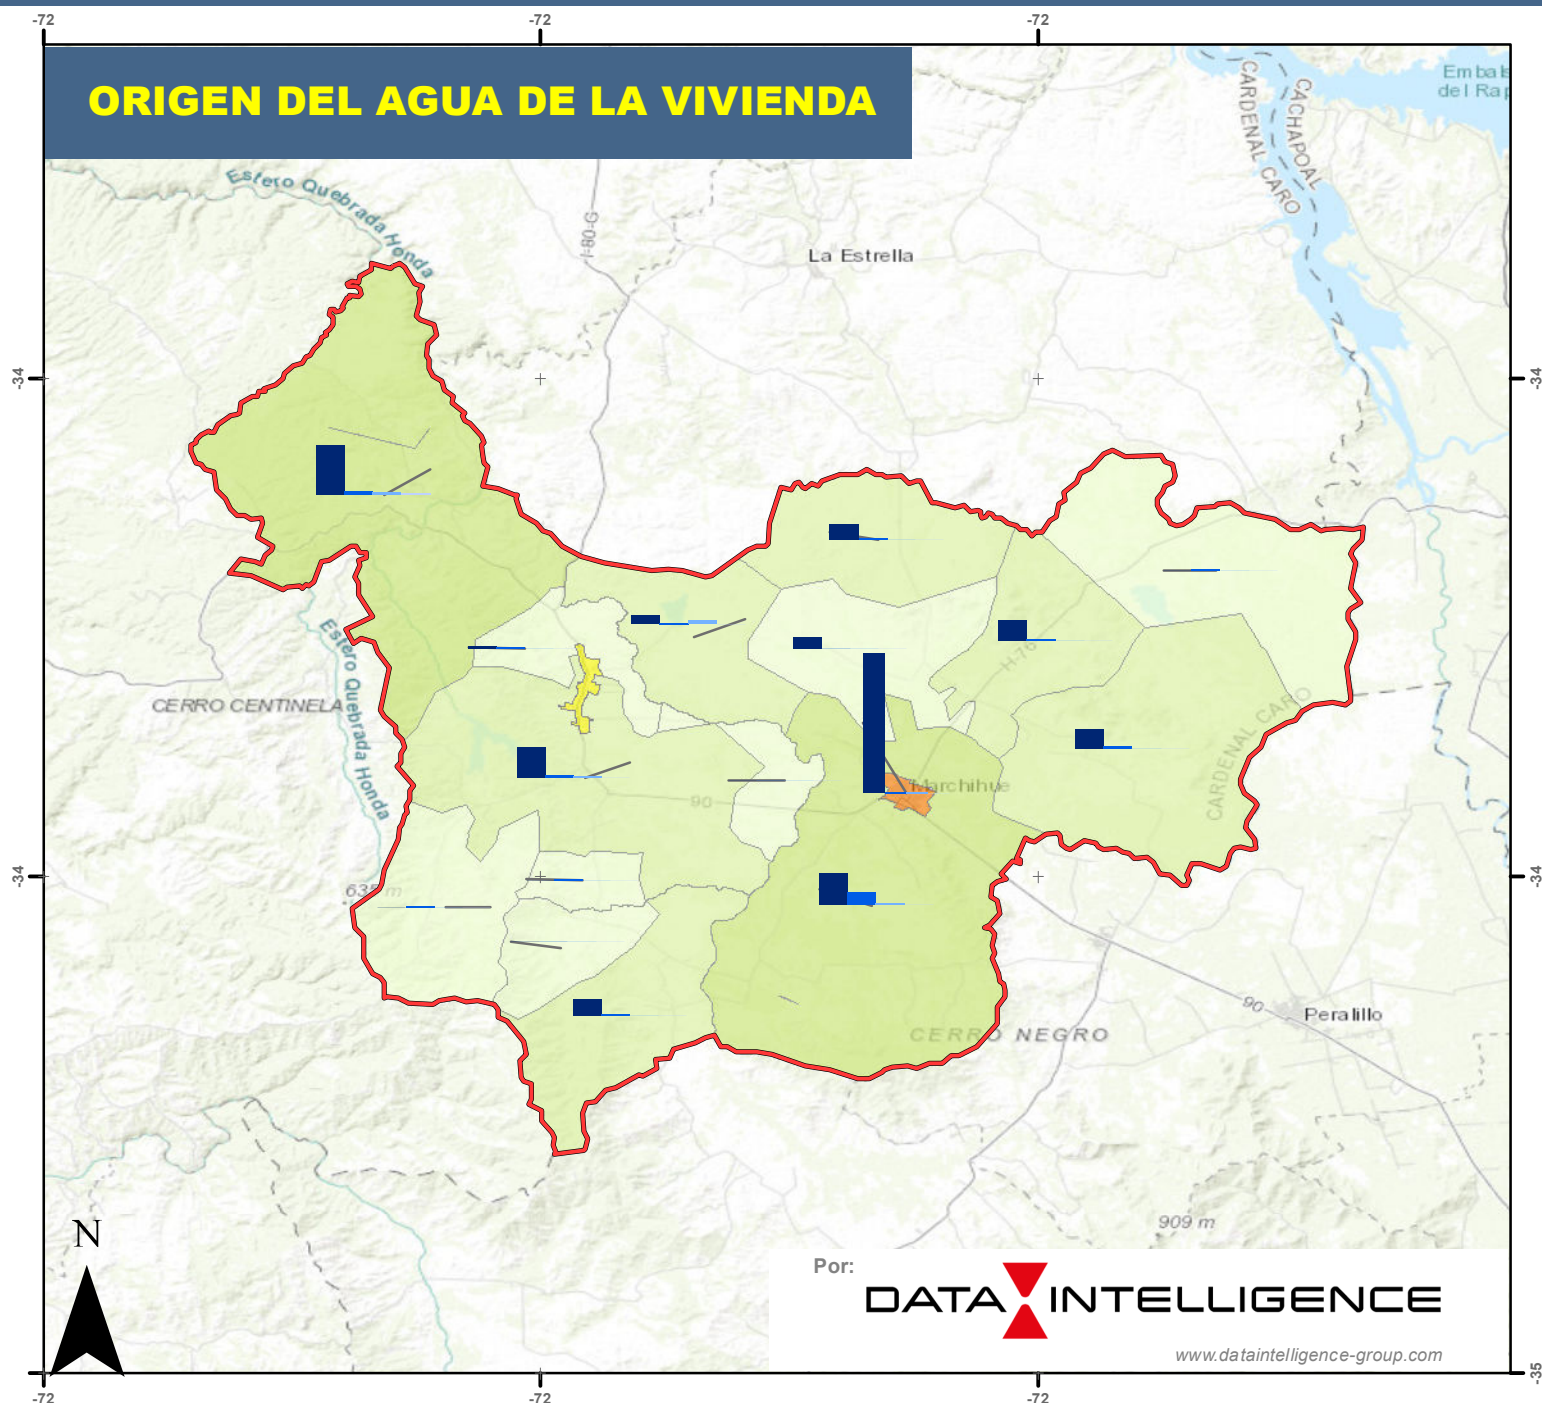 -72
-72
-72
ORIGEN DEL AGUA DE LA VIVIENDA
Embals
del Rap
CARDENAL CARO
CACHAPOAL
Estero Quebrada Honda
I-80-G
La Estrella
-34
-34
H-76
Estero Quebrada Honda
CERRO CENTINELA
CARDENAL CARO
Marchihue
90
-34
-34
635 m
90
Peralillo
CERRO NEGRO
909 m
N
Por:
DATA INTELLIGENCE
www.dataintelligence-group.com
-35
-72
-72
-72